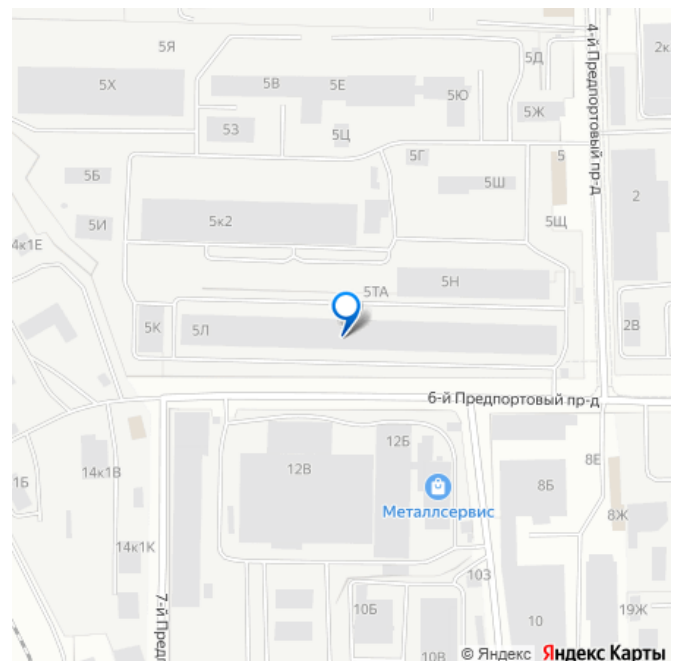 5Я
5Х
5В
5Е
5Ю
5Д
2к
4-й Предпортовый пр-д
5Ж
53
5Ц
5Г
5
5Б
5Ш
2
5И
5к2
5Щ
4к1Е
5Н
5ТА
5К
5Л
2В
6-й Предпортовый пр-д
12Б
12В
8Е
14к1В
1Б
8Б
Металлсервис
8Ж
14к1К
103
7-й Пред
10Б
10
19Ж
10В
© Яндекс Яндекс Карты